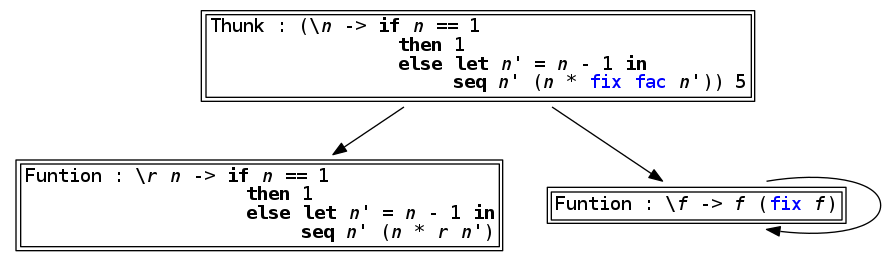 Thunk : (\n -> if n == 1
then 1
else let n' = n - 1 in
seq n' (n * fix fac n')) 5
Funtion : \r n -> if n == 1
then 1
else let n' = n - 1 in
seq n' (n * r n')
Funtion : \f -> f (fix f)